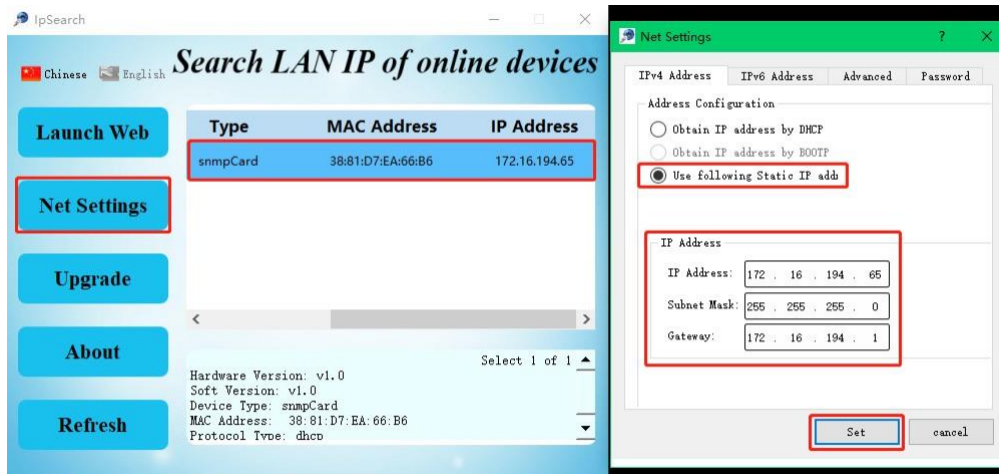 IpSearch
Chinese
English
Search LAN IP of online devices
Launch Web
Net Settings
Upgrade
About
Refresh
Type MAC Address IP Address
snmpCard 38:81:D7:EA:66:B6 172.16.194.65
Select 1 of 1
Hardware Version: v1.0
Soft Version: v1.0
Device Type: snmpCard
MAC Address: 38:81:D7:EA:66:B6
Protocol Type: dhcp
Net Settings
IPv4 Address IPv6 Address Advanced Password
Address Configuration
Obtain IP address by DHCP
Obtain IP address by BOOTP
Use following Static IP addr
IP Address
IP Address: 172 . 16 . 194 . 65
Subnet Mask: 255 . 255 . 255 . 0
Gateway: 172 . 16 . 194 . 1
Set cancel